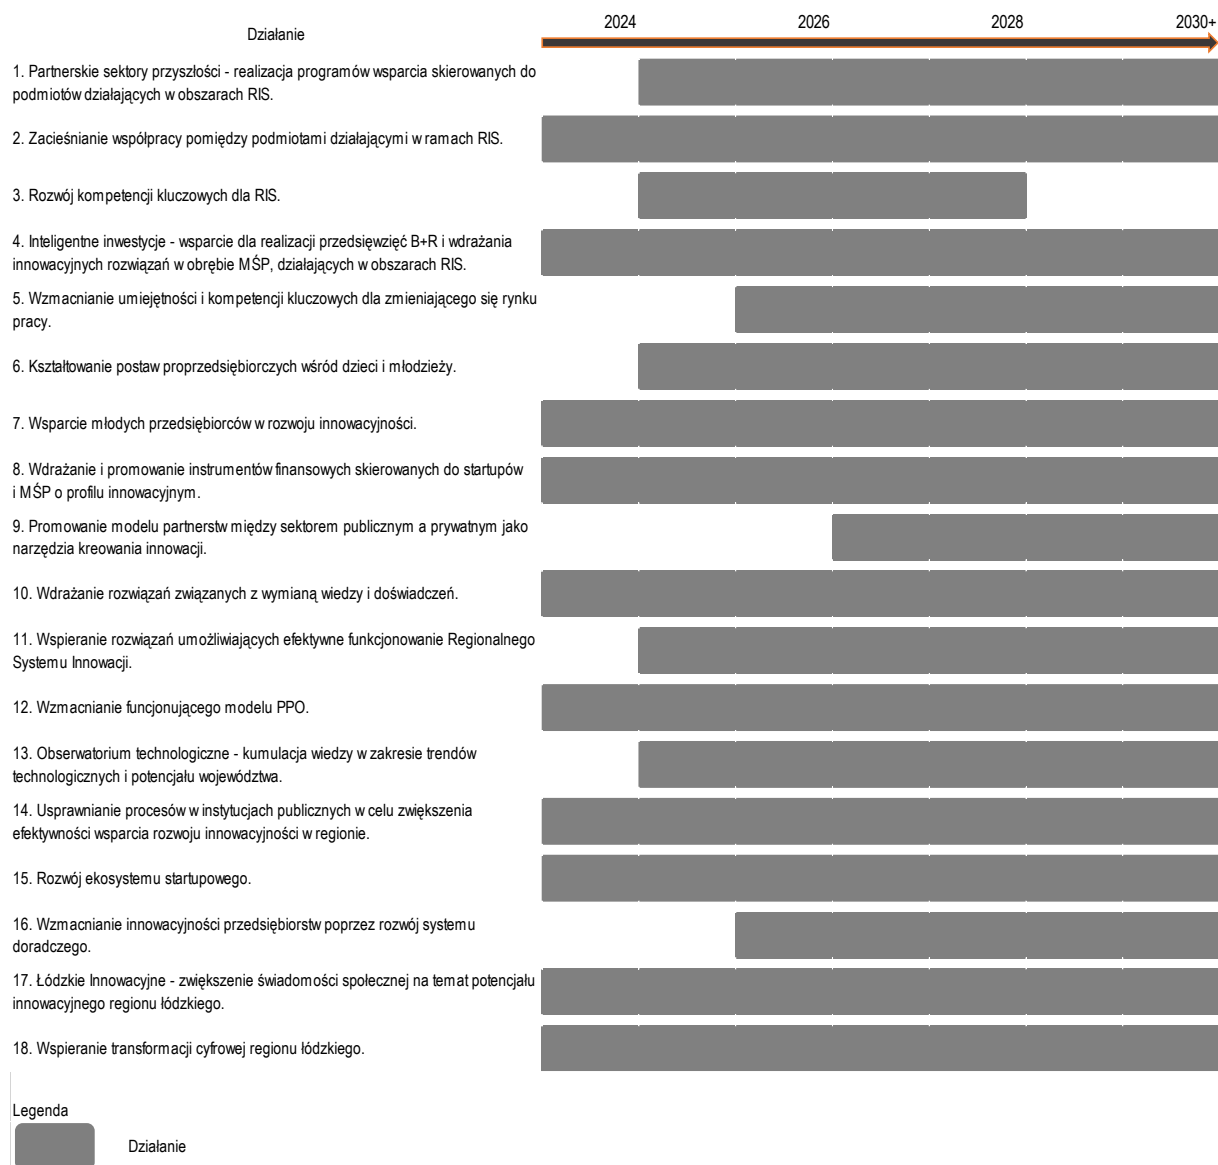 Działanie
2024 2026 2028 2030+
1. Partnerskie sektory przyszłości - realizacja programów wsparcia skierowanych do
podmiotów działających w obszarach RIS.
2. Zacieśnianie współpracy pomiędzy podmiotami działającymi w ramach RIS.
3. Rozwój kompetencji kluczowych dla RIS.
4. Inteligentne inwestycje - wsparcie dla realizacji przedsięwzięć B+R i wdrażania
innowacyjnych rozwiązań w obrębie MŚP, działających w obszarach RIS.
5. Wzmacnianie umiejętności i kompetencji kluczowych dla zmieniającego się rynku
pracy.
6. Kształtowanie postaw proprzedsiębiorczych wśród dzieci i młodzieży.
7. Wsparcie młodych przedsiębiorców w rozwoju innowacyjności.
8. Wdrażanie i promowanie instrumentów finansowych skierowanych do startupów
i MŚP o profilu innowacyjnym.
9. Promowanie modelu partnerstw między sektorem publicznym a prywatnym jako
narzędzia kreowania innowacji.
10. Wdrażanie rozwiązań związanych z wymianą wiedzy i doświadczeń.
11. Wspieranie rozwiązań umożliwiających efektywne funkcjonowanie Regionalnego
Systemu Innowacji.
12. Wzmacnianie funcjonującego modelu PPO.
13. Obserwatorium technologiczne - kumulacja wiedzy w zakresie trendów
technologicznych i potencjału województwa.
14. Usprawnianie procesów w instytucjach publicznych w celu zwiększenia
efektywności wsparcia rozwoju innowacyjności w regionie.
15. Rozwój ekosystemu startupowego.
16. Wzmacnianie innowacyjności przedsiębiorstw poprzez rozwój systemu
doradczego.
17. Łódzkie Innowacyjne - zwiększenie świadomości społecznej na temat potencjału
innowacyjnego regionu łódzkiego.
18. Wspieranie transformacji cyfrowej regionu łódzkiego.
Legenda
Działanie